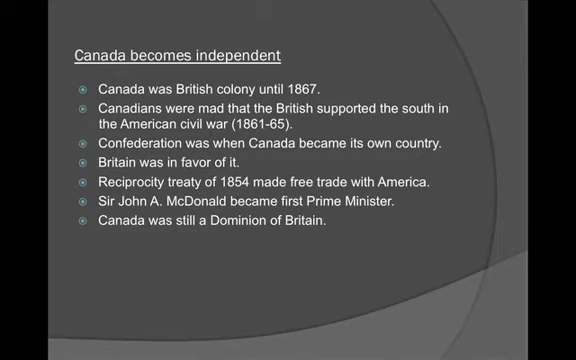 Canada becomes independent
Canada was British colony until 1867.
Canadians were mad that the British supported the south in
the American civil war (1861-65).
Confederation was when Canada became its own country.
Britain was in favor of it.
Reciprocity treaty of 1854 made free trade with America.
Sir John A. McDonald became first Prime Minister.
Canada was still a Dominion of Britain.